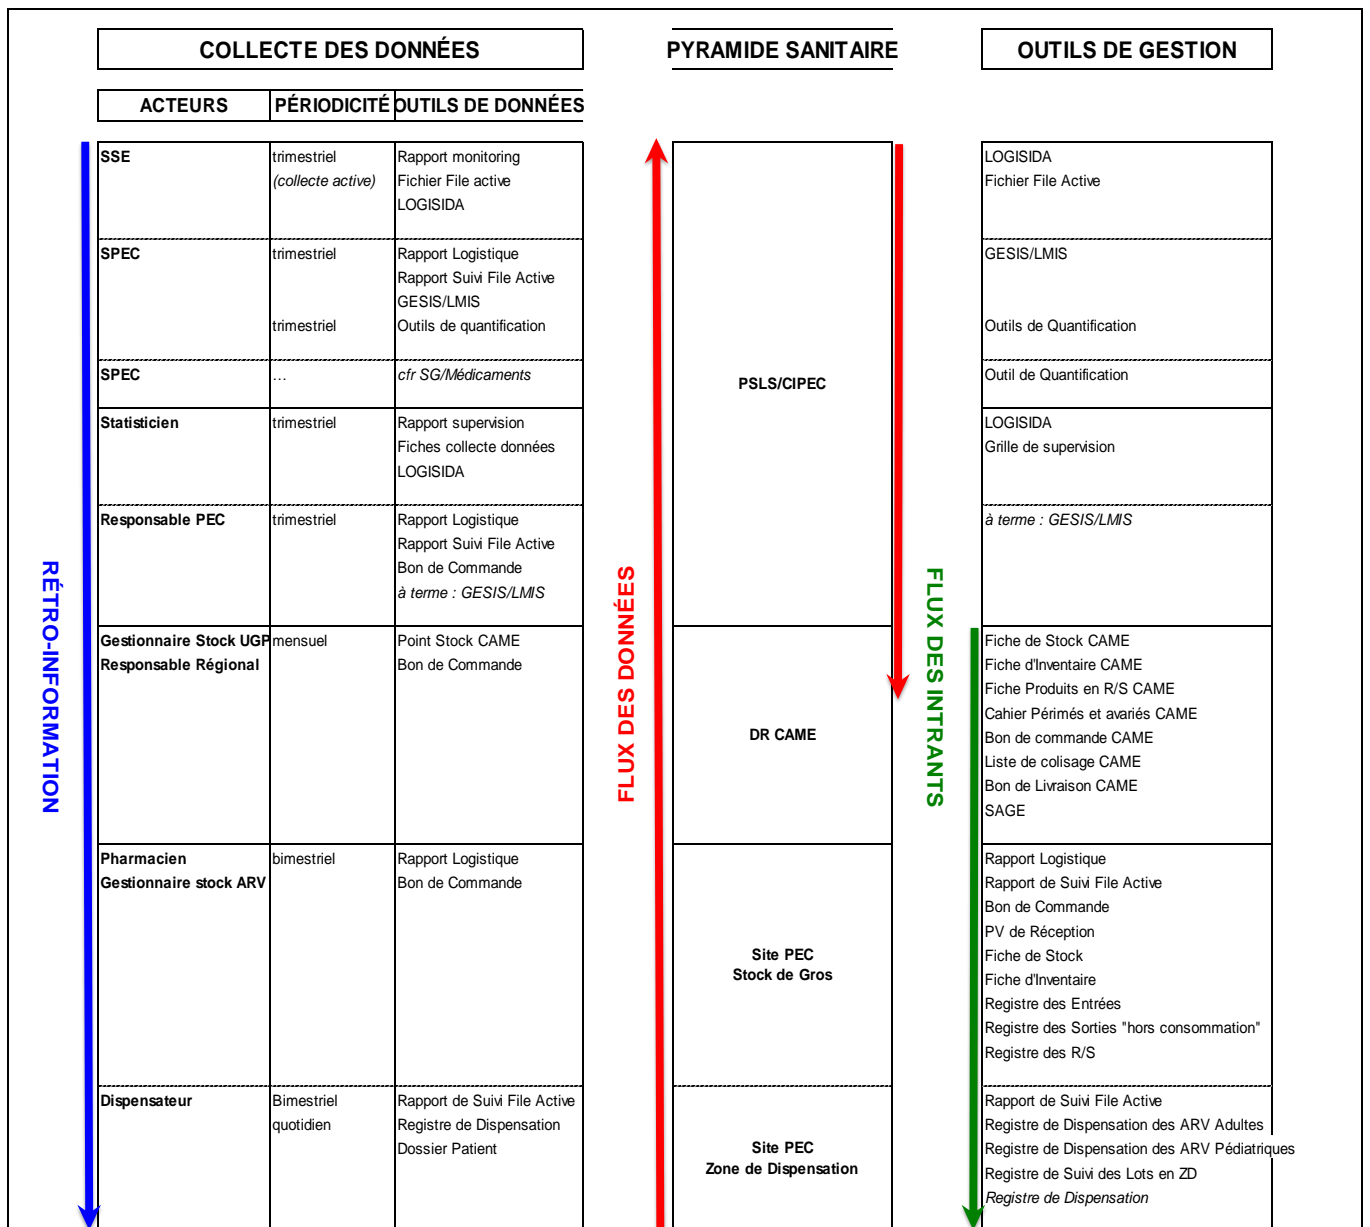 COLLECTE DES DONNÉES
PYRAMIDE SANITAIRE
OUTILS DE GESTION
ACTEURS
PÉRIODICITÉ
OUTILS DE DONNÉES
SSE
trimestriel
(collecte active)
Rapport monitoring
Fichier File active
LOGISIDA
LOGISIDA
Fichier File Active
SPEC
trimestriel
Rapport Logistique
Rapport Suivi File Active
GESIS/LMIS
trimestriel
Outils de quantification
GESIS/LMIS
Outils de Quantification
SPEC
...
cfr SG/Médicaments
Outil de Quantification
PSLS/CIPEC
Statisticien
trimestriel
Rapport supervision
Fiches collecte données
LOGISIDA
LOGISIDA
Grille de supervision
Responsable PEC
trimestriel
Rapport Logistique
Rapport Suivi File Active
Bon de Commande
à terme : GESIS/LMIS
à terme : GESIS/LMIS
RÉTRO-INFORMATION
FLUX DES DONNÉES
FLUX DES INTRANTS
Gestionnaire Stock UGP
Responsable Régional
mensuel
Point Stock CAME
Bon de Commande
DR CAME
Fiche de Stock CAME
Fiche d'Inventaire CAME
Fiche Produits en R/S CAME
Cahier Périmés et avariés CAME
Bon de commande CAME
Liste de colisage CAME
Bon de Livraison CAME
SAGE
Pharmacien
Gestionnaire stock ARV
bimestriel
Rapport Logistique
Bon de Commande
Site PEC
Stock de Gros
Rapport Logistique
Rapport de Suivi File Active
Bon de Commande
PV de Réception
Fiche de Stock
Fiche d'Inventaire
Registre des Entrées
Registre des Sorties "hors consommation"
Registre des R/S
Dispensateur
Bimestriel
quotidien
Rapport de Suivi File Active
Registre de Dispensation
Dossier Patient
Site PEC
Zone de Dispensation
Rapport de Suivi File Active
Registre de Dispensation des ARV Adultes
Registre de Dispensation des ARV Pédiatriques
Registre de Suivi des Lots en ZD
Registre de Dispensation